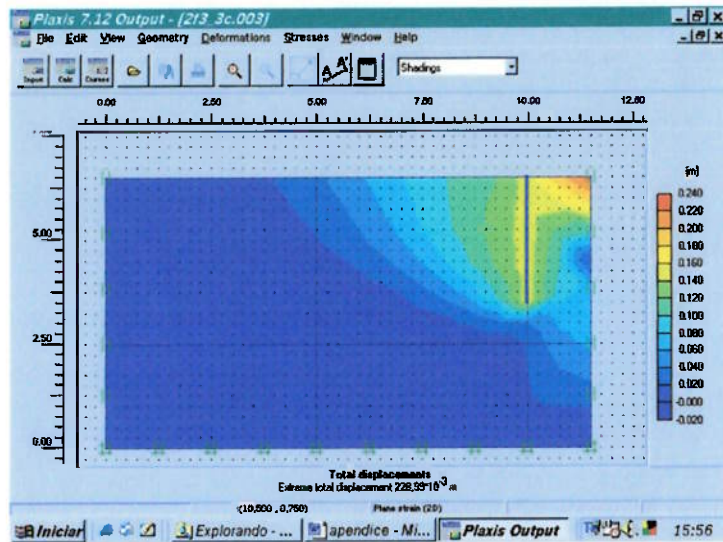 Plaxis 7.12 Output - [2f3_3c.003]
File Edit View Geometry Deformations Stresses Window Help
Input Calc Curves Shadings
0.00 2.50 5.00 7.50 10.00 12.50
[m]
0.240
0.220
0.200
0.180
0.160
0.140
0.120
0.100
0.080
0.060
0.040
0.020
-0.000
-0.020
5.00
2.50
0.00
Total displacements
Extreme total displacement 228,93*10-3 m
(10,500 , 0,750) Plane strain (2D)
Iniciar Explorando - ... apendice - Mi... Plaxis Output 15:56